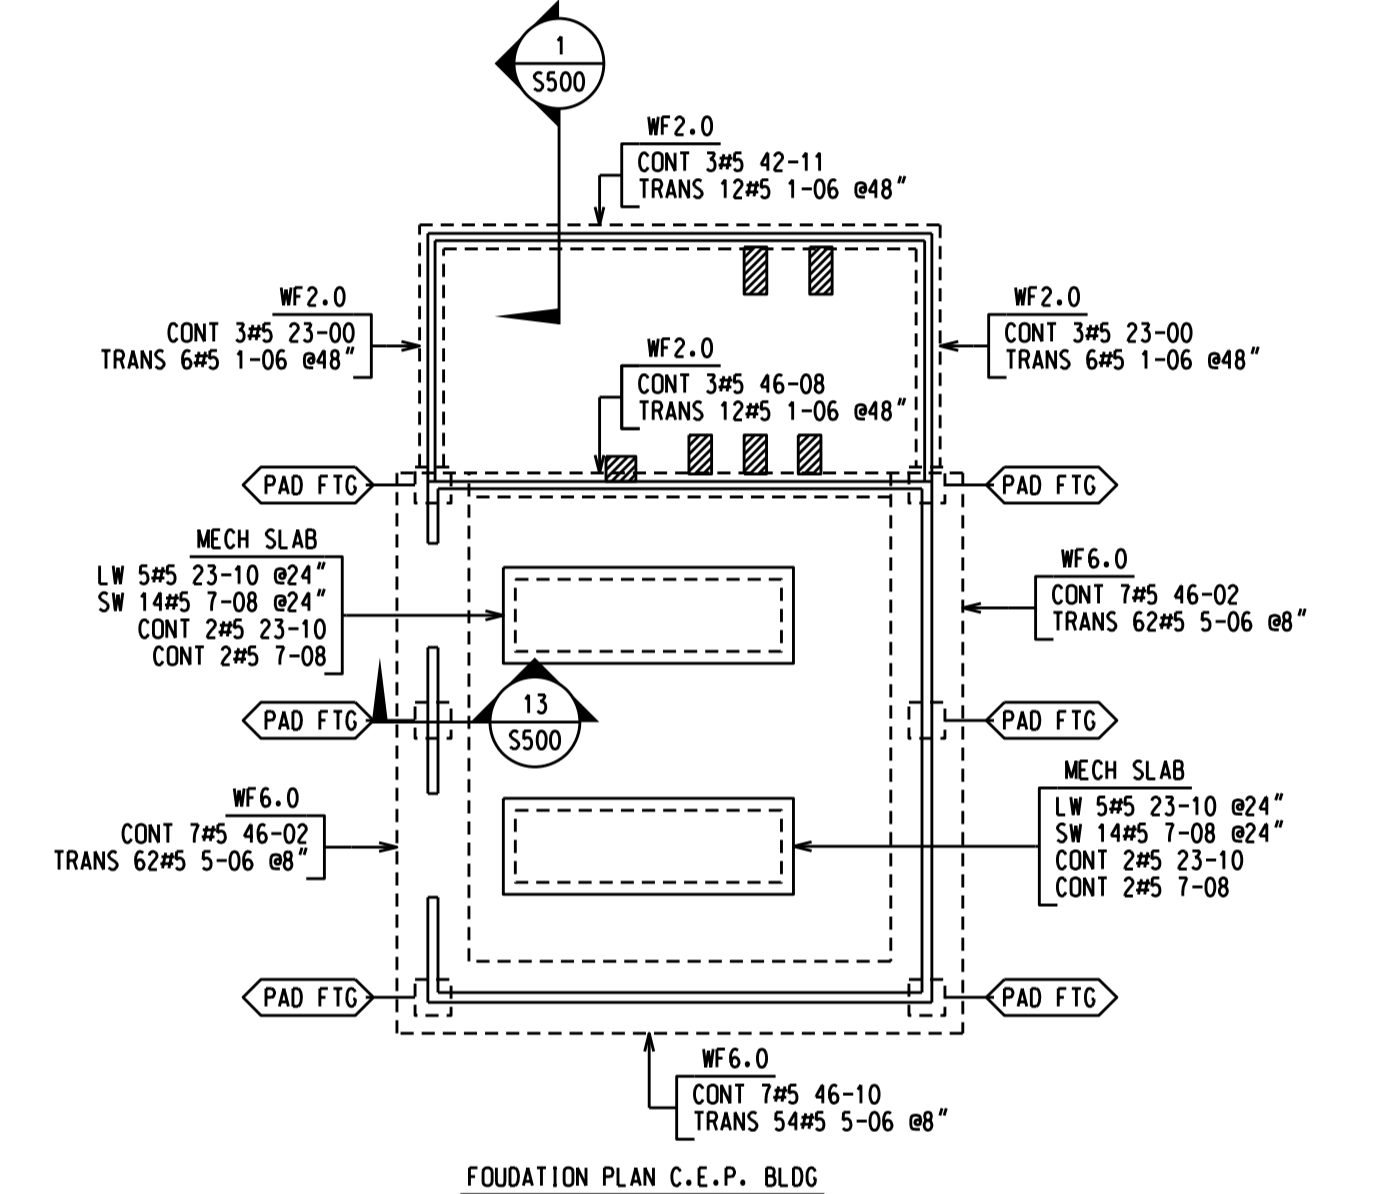 1
S500
WF2.0
CONT 3#5 42-11
TRANS 12#5 1-06 @48"
WF2.0
CONT 3#5 23-00
TRANS 6#5 1-06 @48"
WF2.0
CONT 3#5 23-00
TRANS 6#5 1-06 @48"
WF2.0
CONT 3#5 46-08
TRANS 12#5 1-06 @48"
PAD FTG
PAD FTG
MECH SLAB
LW 5#5 23-10 @24"
SW 14#5 7-08 @24"
CONT 2#5 23-10
CONT 2#5 7-08
WF6.0
CONT 7#5 46-02
TRANS 62#5 5-06 @8"
PAD FTG
13
S500
PAD FTG
WF6.0
CONT 7#5 46-02
TRANS 62#5 5-06 @8"
MECH SLAB
LW 5#5 23-10 @24"
SW 14#5 7-08 @24"
CONT 2#5 23-10
CONT 2#5 7-08
PAD FTG
PAD FTG
WF6.0
CONT 7#5 46-10
TRANS 54#5 5-06 @8"
FOUDATION PLAN C.E.P. BLDG